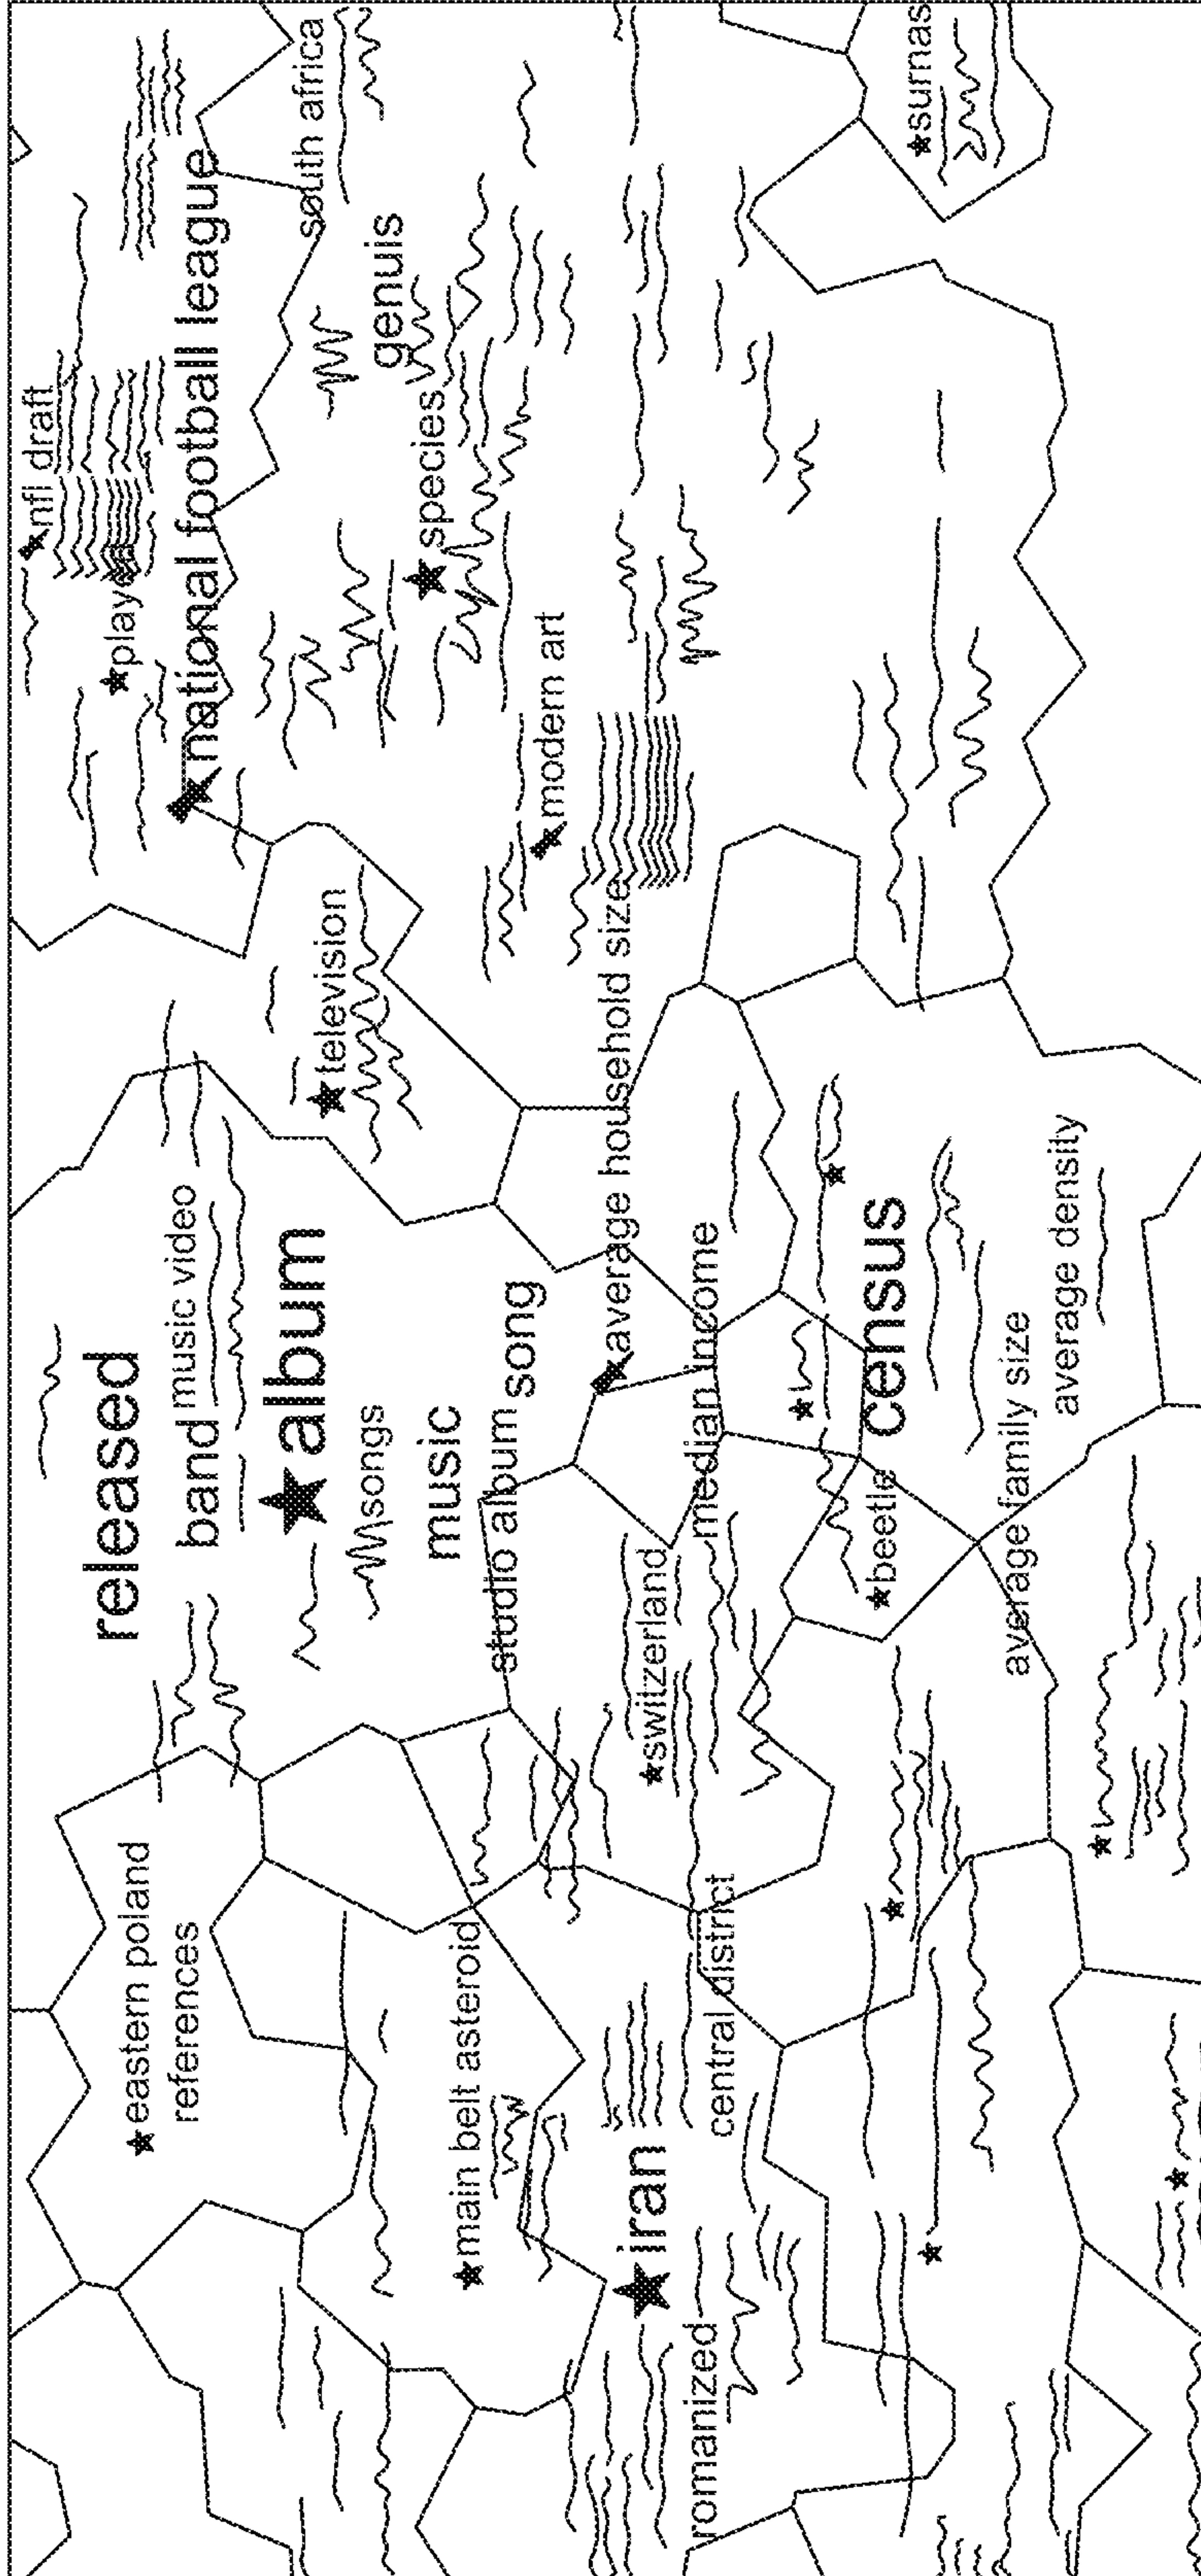 nfl draft
released
eastern poland
references
band
music video
national football league
album
south africa
television
songs
genuis
species
music
main belt asteroid
studio album
song
modern art
average household size
iran
switzerland
romanized
median income
central district
beetle
census
surnas
average family size
average density